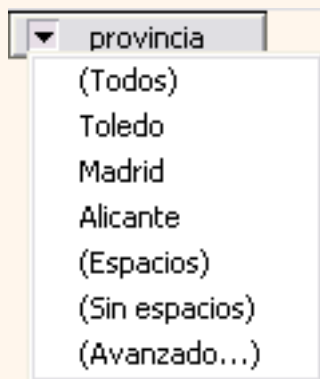 provincia
(Todos)
Toledo
Madrid
Alicante
(Espacios)
(Sin espacios)
(Avanzado...)